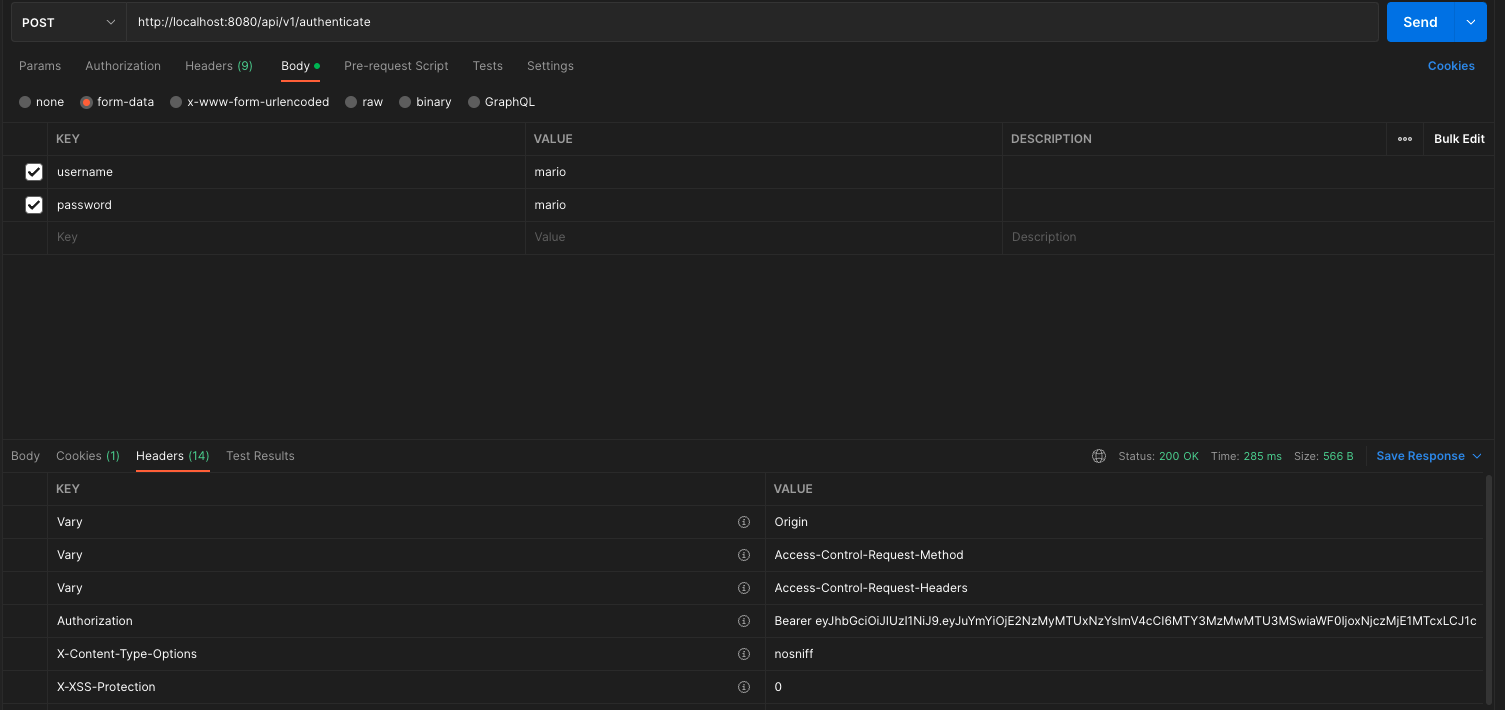 POST http://localhost:8080/api/v1/authenticate Send
Params Authorization Headers (9) Body Pre-request Script Tests Settings Cookies
none form-data x-www-form-urlencoded raw binary GraphQL
KEY VALUE DESCRIPTION Bulk Edit
username mario
password mario
Key Value Description
Body Cookies (1) Headers (14) Test Results Status: 200 OK Time: 285 ms Size: 566 B Save Response
KEY VALUE
Vary Origin
Vary Access-Control-Request-Method
Vary Access-Control-Request-Headers
Authorization Bearer
X-Content-Type-Options nosniff
X-XSS-Protection 0